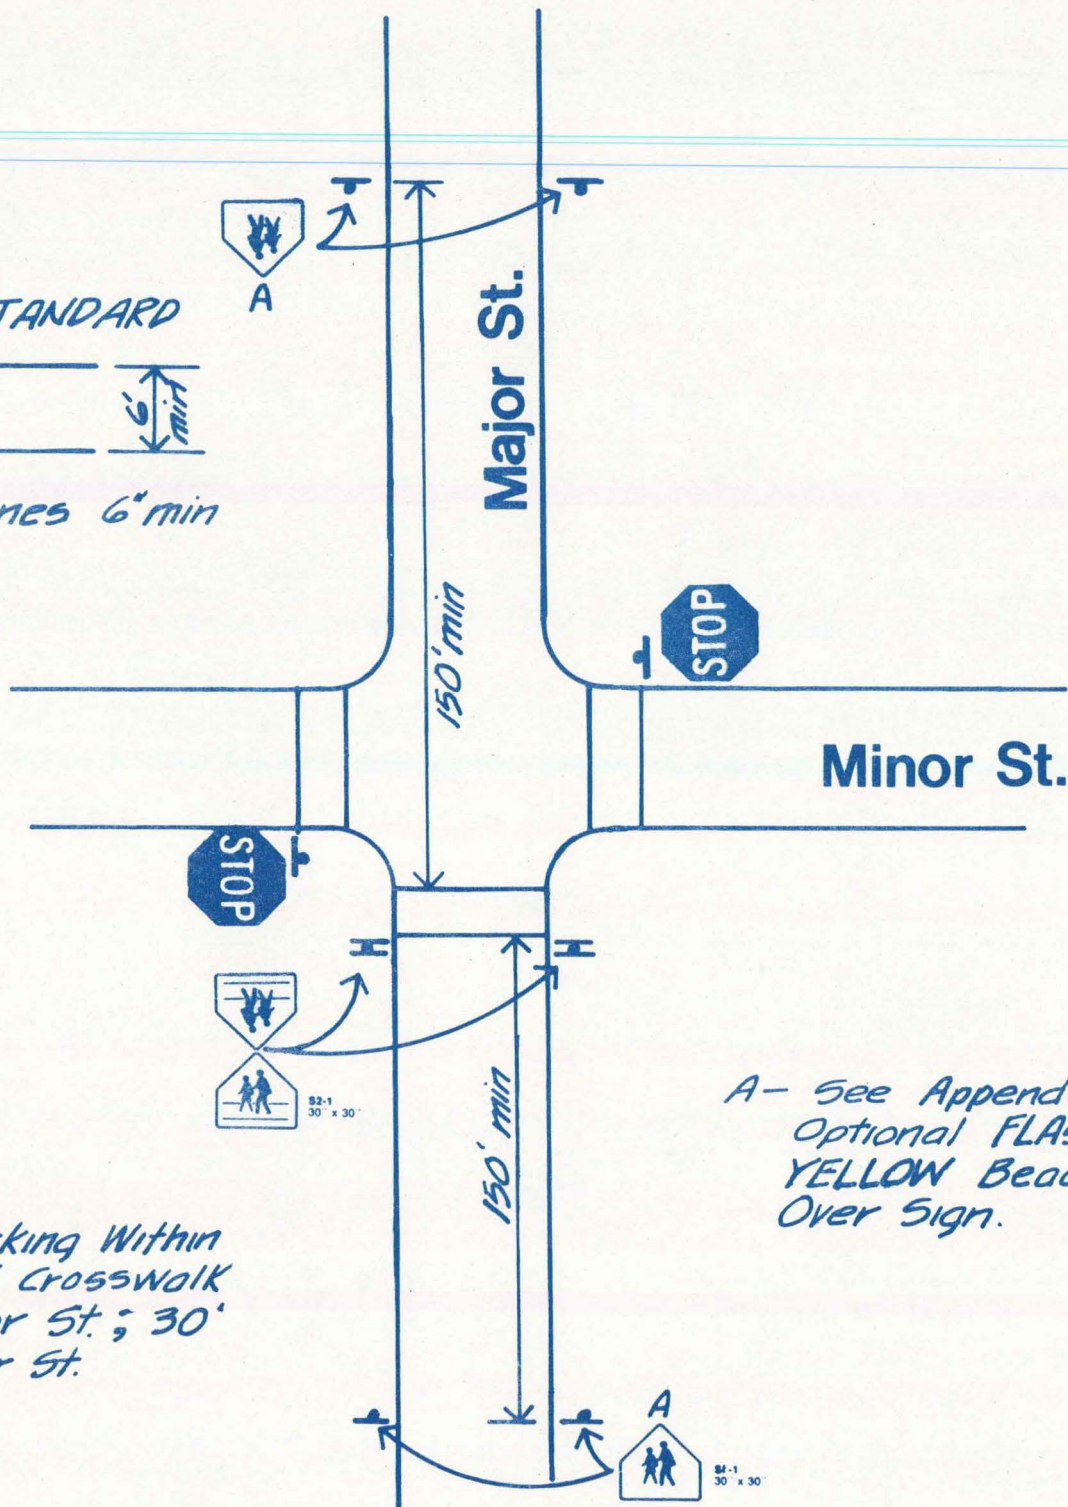 A
TANDARD
6'
min
nes 6" min
Major St.
150' min
STOP
Minor St.
STOP
S2-1
30" x 30"
150' min
A- See Append
Optional FLAS
YELLOW Beac
Over Sign.
king Within
Crosswalk
r St.; 30'
r St.
A
S1-1
30" x 30"